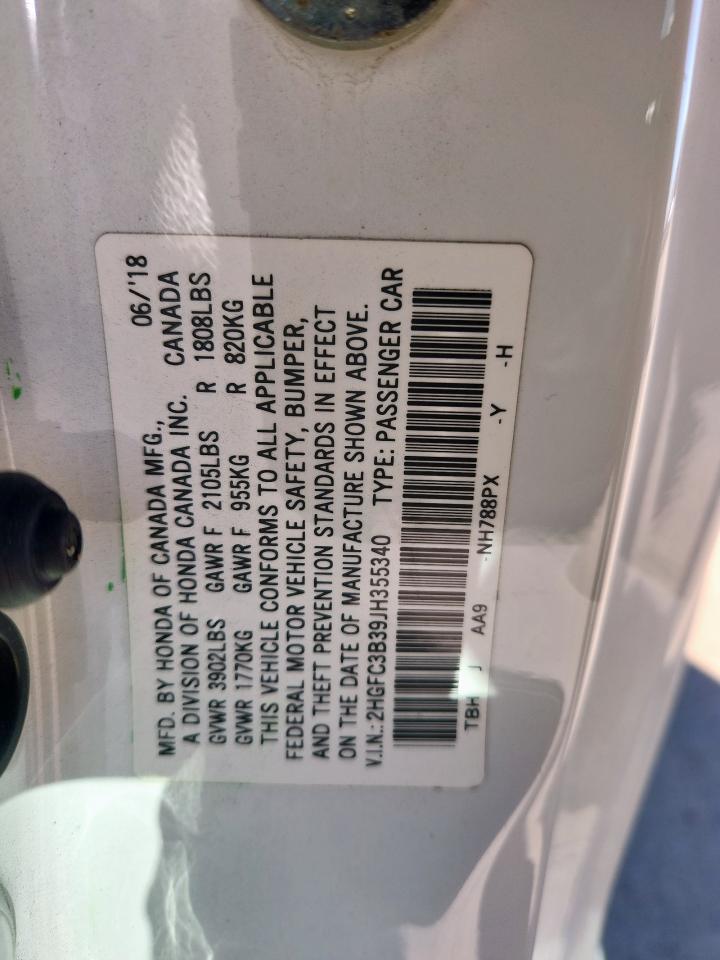 MFD. BY HONDA OF CANADA MFG., 06/'18
A DIVISION OF HONDA CANADA INC. CANADA
GVWR 3902LBS GAWR F 2105LBS R 1808LBS
GVWR 1770KG GAWR F 955KG R 820KG
THIS VEHICLE CONFORMS TO ALL APPLICABLE
FEDERAL MOTOR VEHICLE SAFETY, BUMPER,
AND THEFT PREVENTION STANDARDS IN EFFECT
ON THE DATE OF MANUFACTURE SHOWN ABOVE.
V.I.N.: 2HGFC3B39JH355340 TYPE: PASSENGER CAR
J AA9 -NH788PX -Y -H